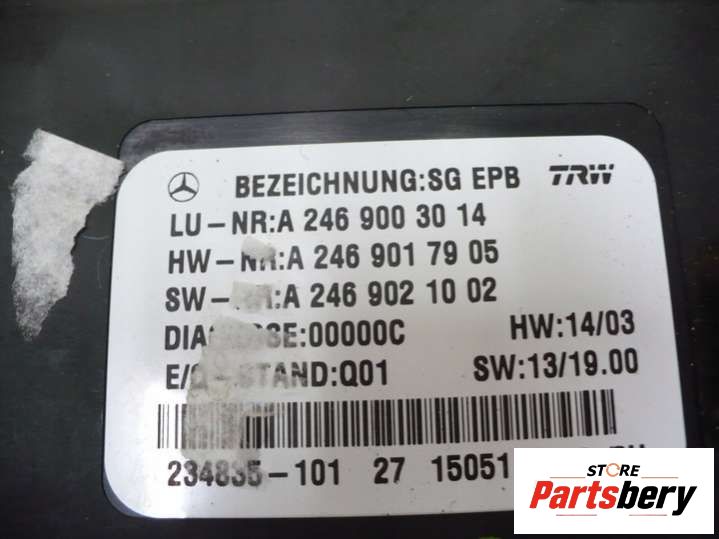 BEZEICHNUNG:SG EPB TRW
LU-NR:A 246 900 30 14
HW-NR:A 246 901 79 05
SW-NR:A 246 902 10 02
DIAGNOSE:00000C HW:14/03
E/Q-STAND:Q01 SW:13/19.00
234835-101 27 15051
STORE
Partsbery